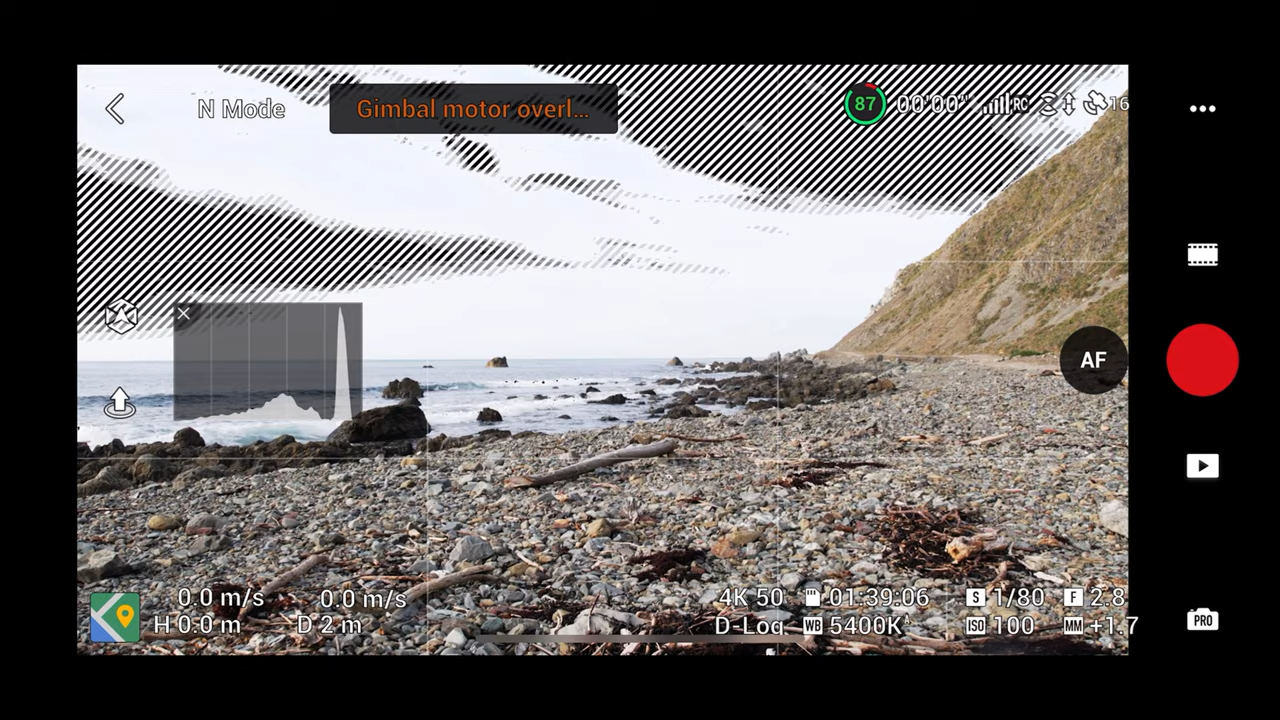 N Mode
Gimbal motor overl...
87
00'00"
RC
16
AF
0.0 m/s
0.0 m/s
H 0.0 m
D 2 m
4K 50
01:39:06
S 1/80
F 2.8
D-Log
WB 5400K
ISO 100
MM +1.7
PRO